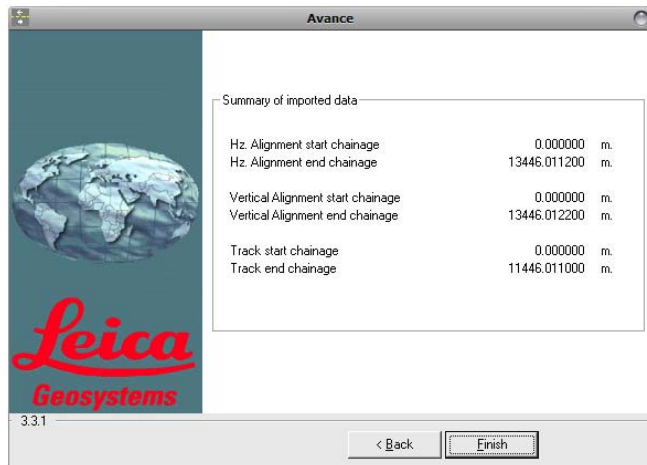 Avance
Summary of imported data
Hz. Alignment start chainage 0.000000 m.
Hz. Alignment end chainage 13446.011200 m.
Vertical Alignment start chainage 0.000000 m.
Vertical Alignment end chainage 13446.012200 m.
Track start chainage 0.000000 m.
Track end chainage 11446.011000 m.
Leica
Geosystems
3.3.1
< Back
Finish